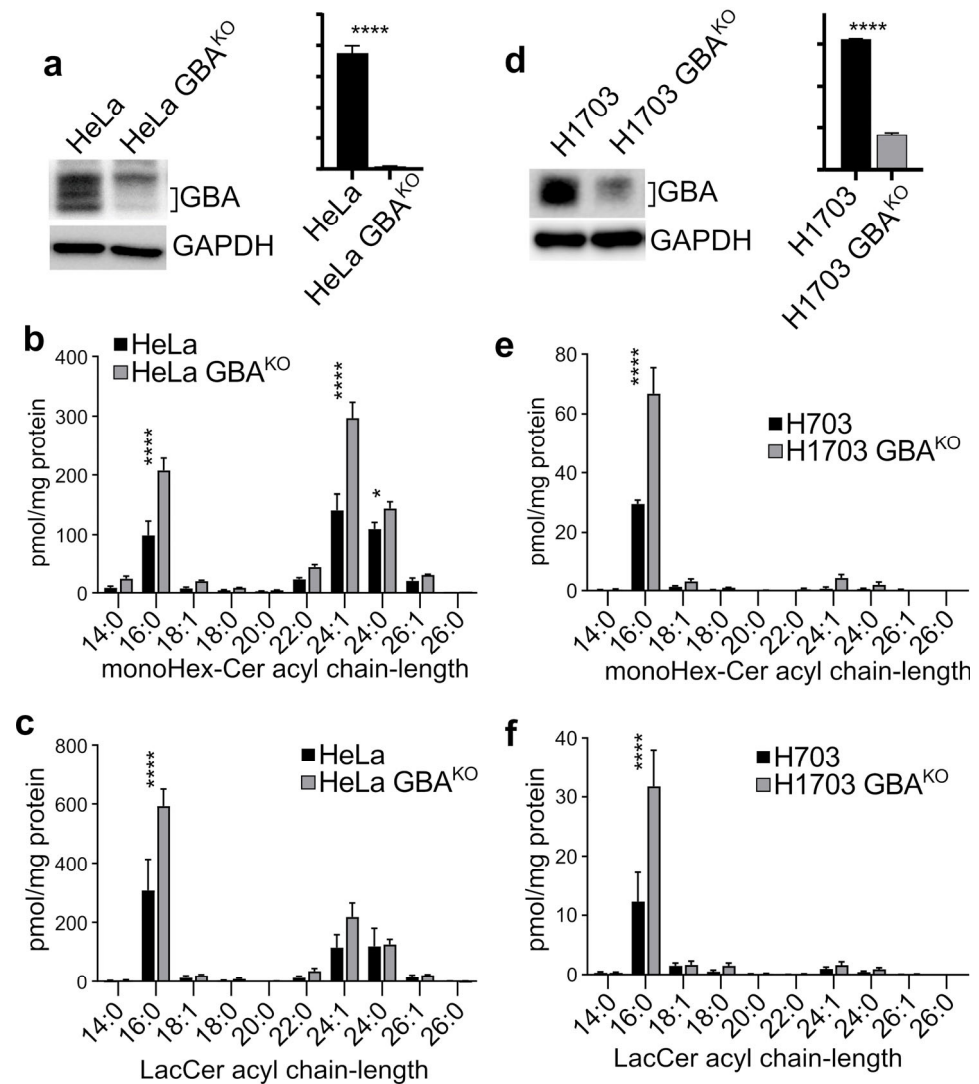 a
HeLa
HeLa GBA^KO
GBA
GAPDH
****
HeLa
HeLa GBA^KO
d
H1703
H1703 GBA^KO
GBA
GAPDH
****
H1703
H1703 GBA^KO
b
HeLa
HeLa GBA^KO
pmol/mg protein
400
300
200
100
0
****
****
*
14:0 16:0 18:1 18:0 20:0 22:0 24:1 24:0 26:1 26:0
monoHex-Cer acyl chain-length
e
H703
H1703 GBA^KO
pmol/mg protein
80
60
40
20
0
****
14:0 16:0 18:1 18:0 20:0 22:0 24:1 24:0 26:1 26:0
monoHex-Cer acyl chain-length
c
HeLa
HeLa GBA^KO
pmol/mg protein
800
600
400
200
0
****
14:0 16:0 18:1 18:0 20:0 22:0 24:1 24:0 26:1 26:0
LacCer acyl chain-length
f
H703
H1703 GBA^KO
pmol/mg protein
40
30
20
10
0
****
14:0 16:0 18:1 18:0 20:0 22:0 24:1 24:0 26:1 26:0
LacCer acyl chain-length